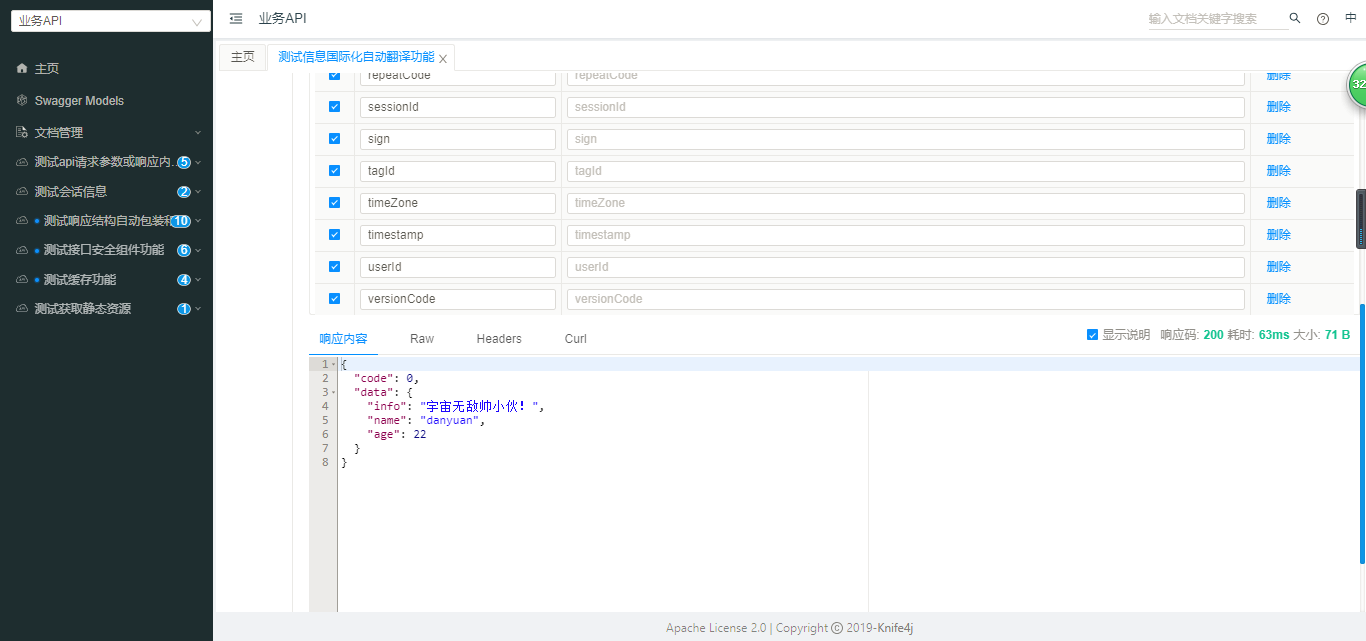 业务API
主页
Swagger Models
文档管理
测试api请求参数或响应内... 5
测试会话信息 2
测试响应结构自动包装和 10
测试接口安全组件功能 6
测试缓存功能 4
测试获取静态资源 1
业务API
输入文档关键字搜索
中
主页 测试信息国际化自动翻译功能
repeatCode repeatCode 删除
sessionId sessionId 删除
sign sign 删除
tagId tagId 删除
timeZone timeZone 删除
timestamp timestamp 删除
userId userId 删除
versionCode versionCode 删除
32
响应内容 Raw Headers Curl
显示说明 响应码: 200 耗时: 63ms 大小: 71 B
1 {
2 "code": 0,
3 "data": {
4 "info": "宇宙无敌帅小伙！",
5 "name": "danyuan",
6 "age": 22
7 }
8 }
Apache License 2.0 | Copyright © 2019-Knife4j